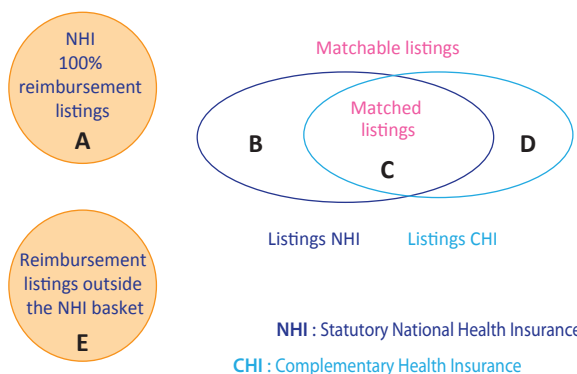 NHI
100%
reimbursement
listings
A
Matchable listings
Matched
listings
B
C
D
Listings NHI
Listings CHI
Reimbursement
listings outside
the NHI basket
E
NHI : Statutory National Health Insurance
CHI : Complementary Health Insurance